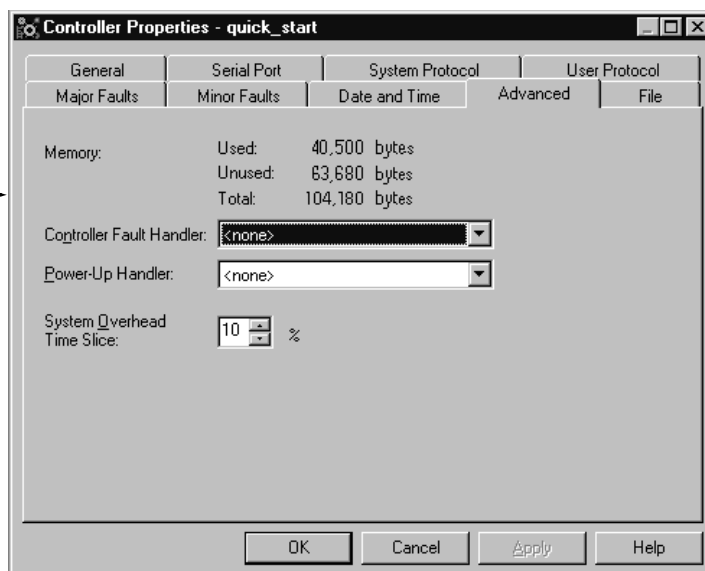 Controller Properties - quick_start
General Serial Port System Protocol User Protocol
Major Faults Minor Faults Date and Time Advanced File
Memory: Used: 40,500 bytes
Unused: 63,680 bytes
Total: 104,180 bytes
Controller Fault Handler: <none>
Power-Up Handler: <none>
System Overhead
Time Slice: 10 %
OK Cancel Apply Help